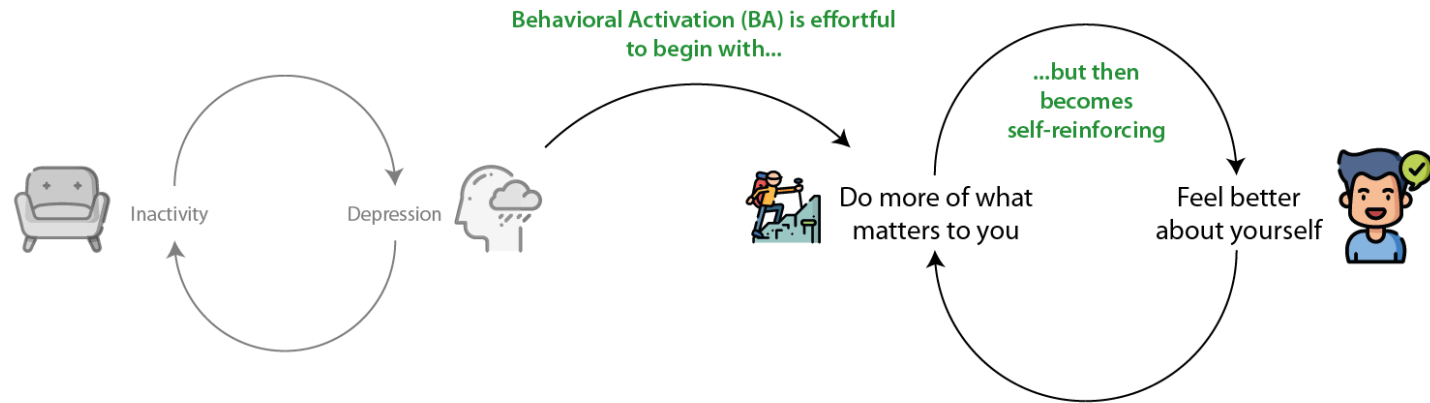 Behavioral Activation (BA) is effortful
to begin with...
...but then
becomes
self-reinforcing
Inactivity
Depression
Do more of what
matters to you
Feel better
about yourself